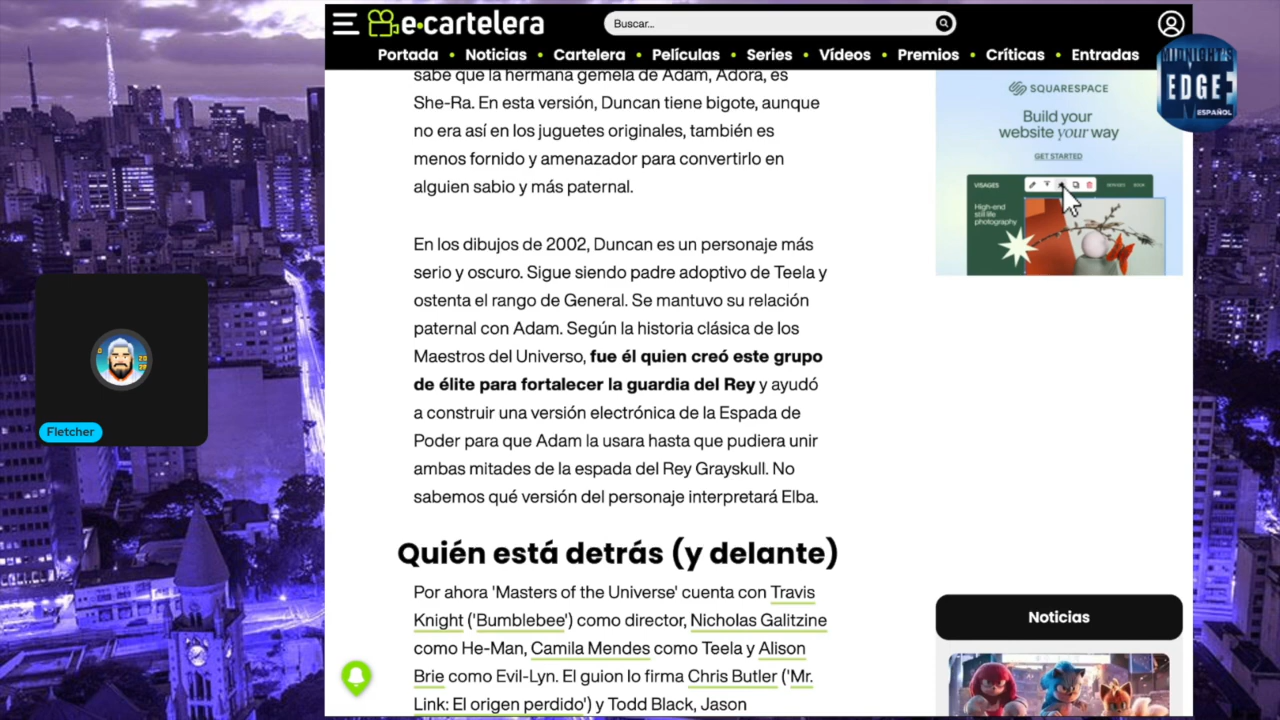 e·cartelera
Buscar...
Portada • Noticias • Cartelera • Películas • Series • Vídeos • Premios • Críticas • Entradas
MIDNIGHT'S
EDGE
ESPAÑOL
sabe que la hermana gemela de Adam, Adora, es
She-Ra. En esta versión, Duncan tiene bigote, aunque
no era así en los juguetes originales, también es
menos fornido y amenazador para convertirlo en
alguien sabio y más paternal.
En los dibujos de 2002, Duncan es un personaje más
serio y oscuro. Sigue siendo padre adoptivo de Teela y
ostenta el rango de General. Se mantuvo su relación
paternal con Adam. Según la historia clásica de los
Maestros del Universo, fue él quien creó este grupo
de élite para fortalecer la guardia del Rey y ayudó
a construir una versión electrónica de la Espada de
Poder para que Adam la usara hasta que pudiera unir
ambas mitades de la espada del Rey Grayskull. No
sabemos qué versión del personaje interpretará Elba.
Quién está detrás (y delante)
Por ahora 'Masters of the Universe' cuenta con Travis
Knight ('Bumblebee') como director, Nicholas Galitzine
como He-Man, Camila Mendes como Teela y Alison
Brie como Evil-Lyn. El guion lo firma Chris Butler ('Mr.
Link: El origen perdido') y Todd Black, Jason
SQUARESPACE
Build your
website your way
GET STARTED
VISAGES
High-end
still life
photography
Noticias
Fletcher